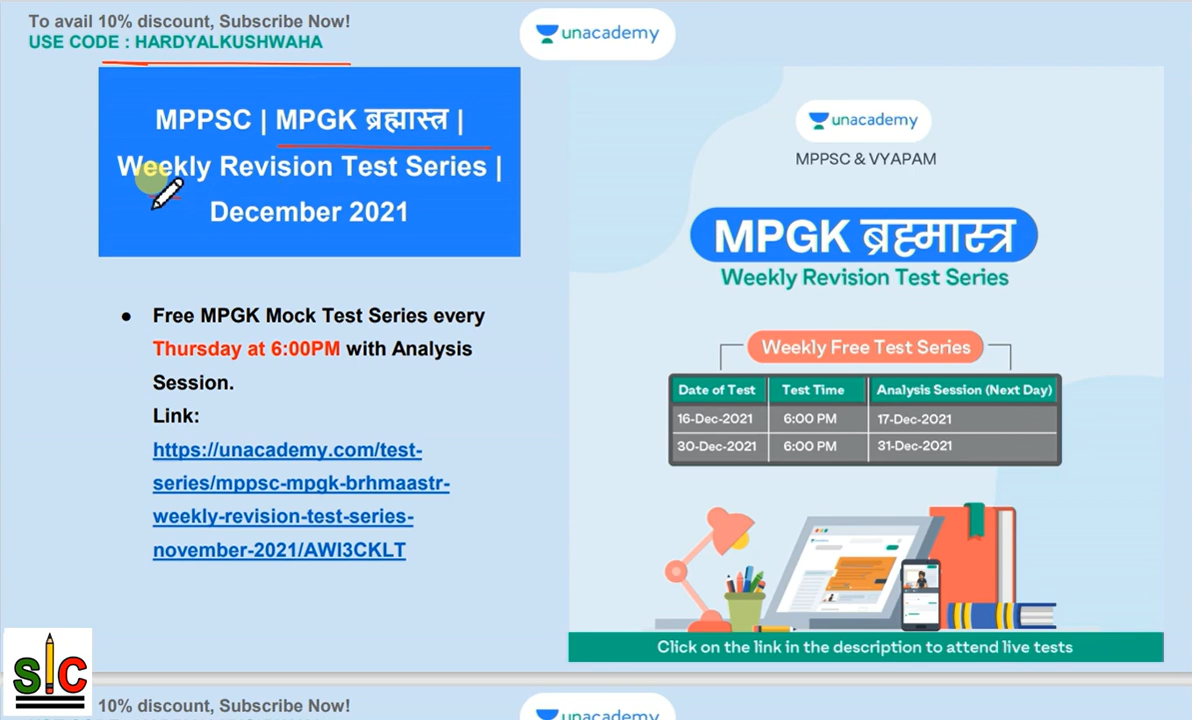 To avail 10% discount, Subscribe Now!
USE CODE : HARDYALKUSHWAHA
unacademy
MPPSC | MPGK ब्रह्मास्त्र |
Weekly Revision Test Series |
December 2021
● Free MPGK Mock Test Series every
Thursday at 6:00PM with Analysis
Session.
Link:
https://unacademy.com/test-
series/mppsc-mpgk-brhmaastr-
weekly-revision-test-series-
november-2021/AWI3CKLT
unacademy
MPPSC & VYAPAM
MPGK ब्रह्मास्त्र
Weekly Revision Test Series
Weekly Free Test Series
Date of Test Test Time Analysis Session (Next Day)
16-Dec-2021 6:00 PM 17-Dec-2021
30-Dec-2021 6:00 PM 31-Dec-2021
Click on the link in the description to attend live tests
SIC
10% discount, Subscribe Now!
unacademy